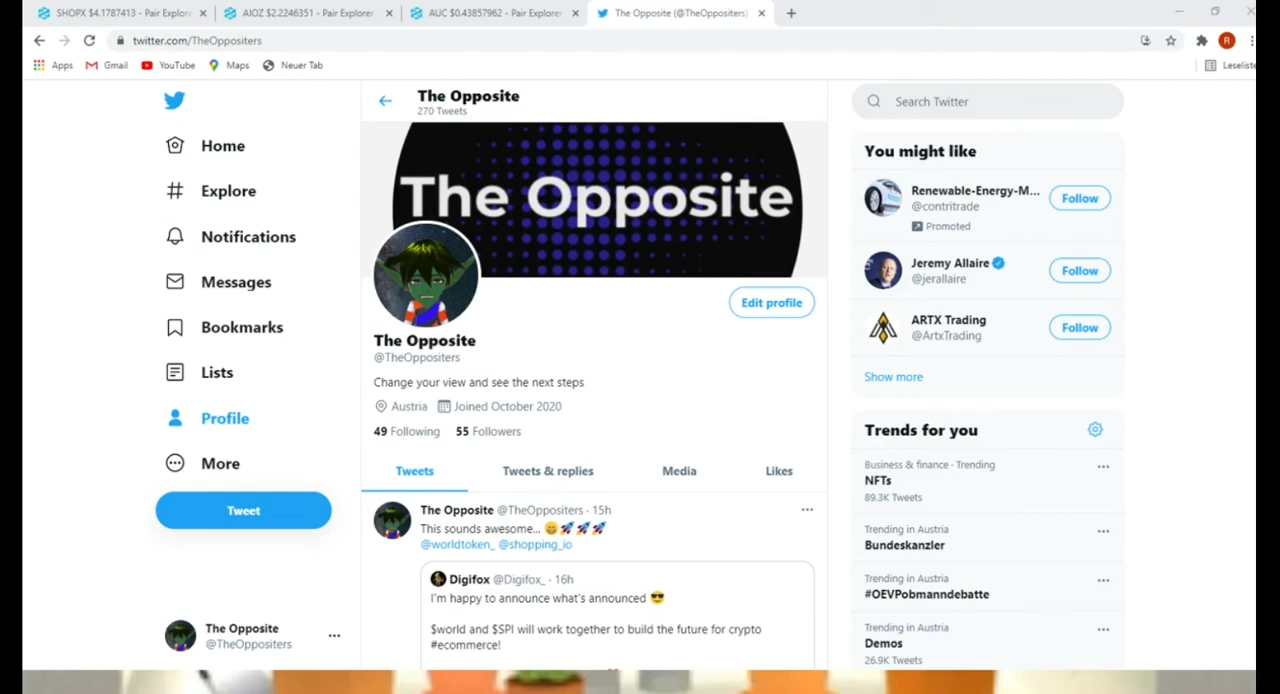 SHOPX $4.1787413 - Pair Explorer
AIOZ $2.2246351 - Pair Explorer
AUC $0.43857962 - Pair Explorer
The Opposite (@TheOppositers)
twitter.com/TheOppositers
R
Apps
Gmail
YouTube
Maps
Neuer Tab
Leseliste
The Opposite
270 Tweets
Home
Explore
Notifications
Messages
Bookmarks
Lists
Profile
More
Tweet
The Opposite
@TheOppositers
The Opposite
Edit profile
The Opposite
@TheOppositers
Change your view and see the next steps
Austria Joined October 2020
49 Following 55 Followers
Tweets Tweets & replies Media Likes
The Opposite @TheOppositers · 15h
This sounds awesome... 😁🚀🚀🚀
@worldtoken_ @shopping_io
Digifox @Digifox_ · 16h
I'm happy to announce what's announced 😎
$world and $SPI will work together to build the future for crypto
#ecommerce!
Search Twitter
You might like
Renewable-Energy-M...
@contritrade
Promoted
Follow
Jeremy Allaire
@jerallaire
Follow
ARTX Trading
@ArtxTrading
Follow
Show more
Trends for you
Business & finance · Trending
NFTs
89.3K Tweets
Trending in Austria
Bundeskanzler
Trending in Austria
#OEVPobmanndebatte
Trending in Austria
Demos
26.9K Tweets